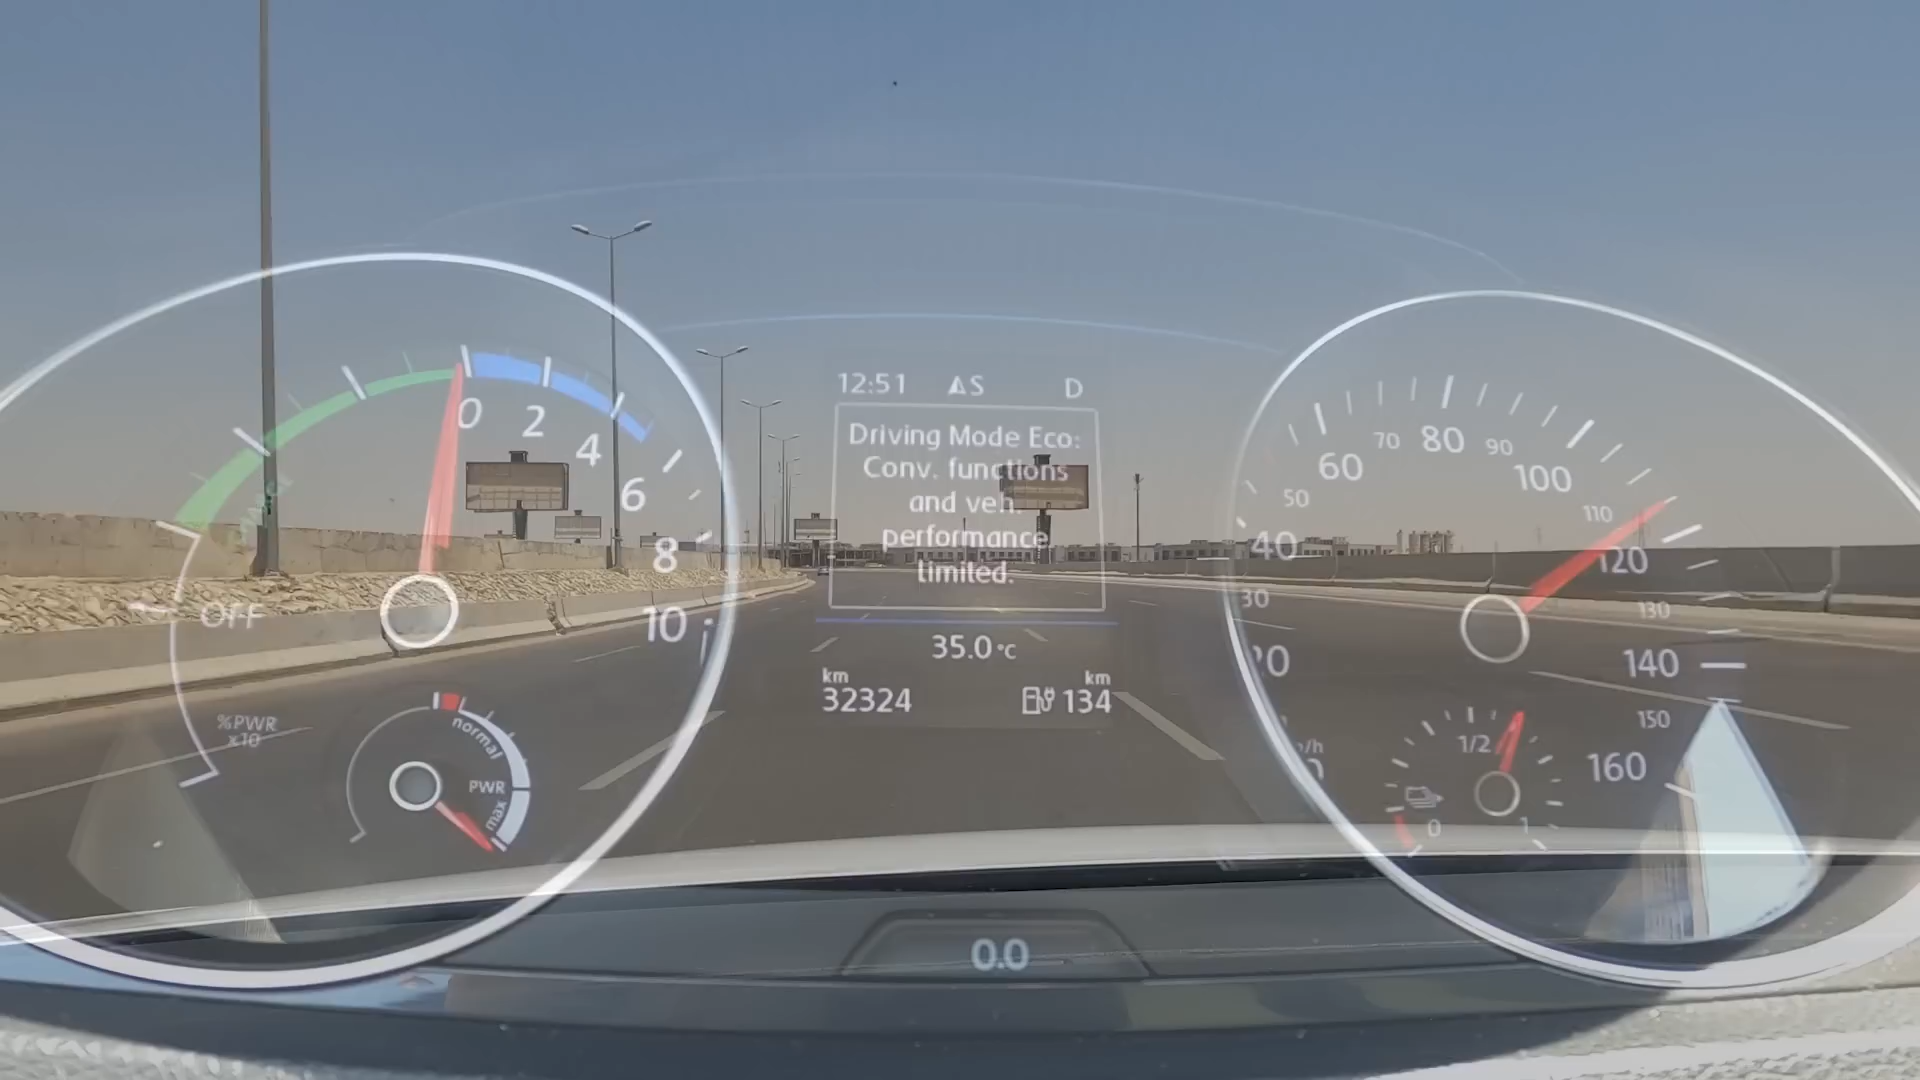 12:51 S D
Driving Mode Eco:
Conv. functions
and veh.
performance
limited.
35.0 °C
km
32324
km
134
0.0
0
2
4
6
8
10
OFF
%PWR
x10
normal
PWR
max
20
30
40
50
60
70
80
90
100
110
120
130
140
150
160
0
1/2
1